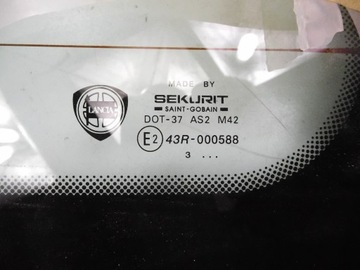 MADE BY
SEKURIT
SAINT-GOBAIN
LANCIA
DOT-37 AS2 M42
E2 43R-000588
3 ...